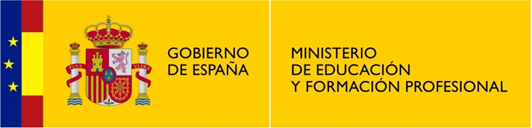 GOBIERNO
DE ESPAÑA
MINISTERIO
DE EDUCACIÓN
Y FORMACIÓN PROFESIONAL